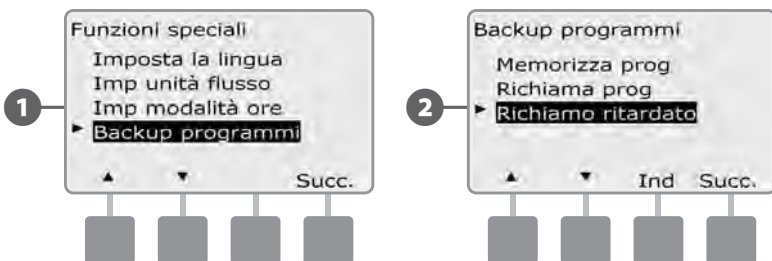 Funzioni speciali
Imposta la lingua
Imp unità flusso
Imp modalità ore
► Backup programmi
▲ ▼ Succ.
1
Backup programmi
Memorizza prog
Richiama prog
► Richiamo ritardato
▲ ▼ Ind Succ.
2